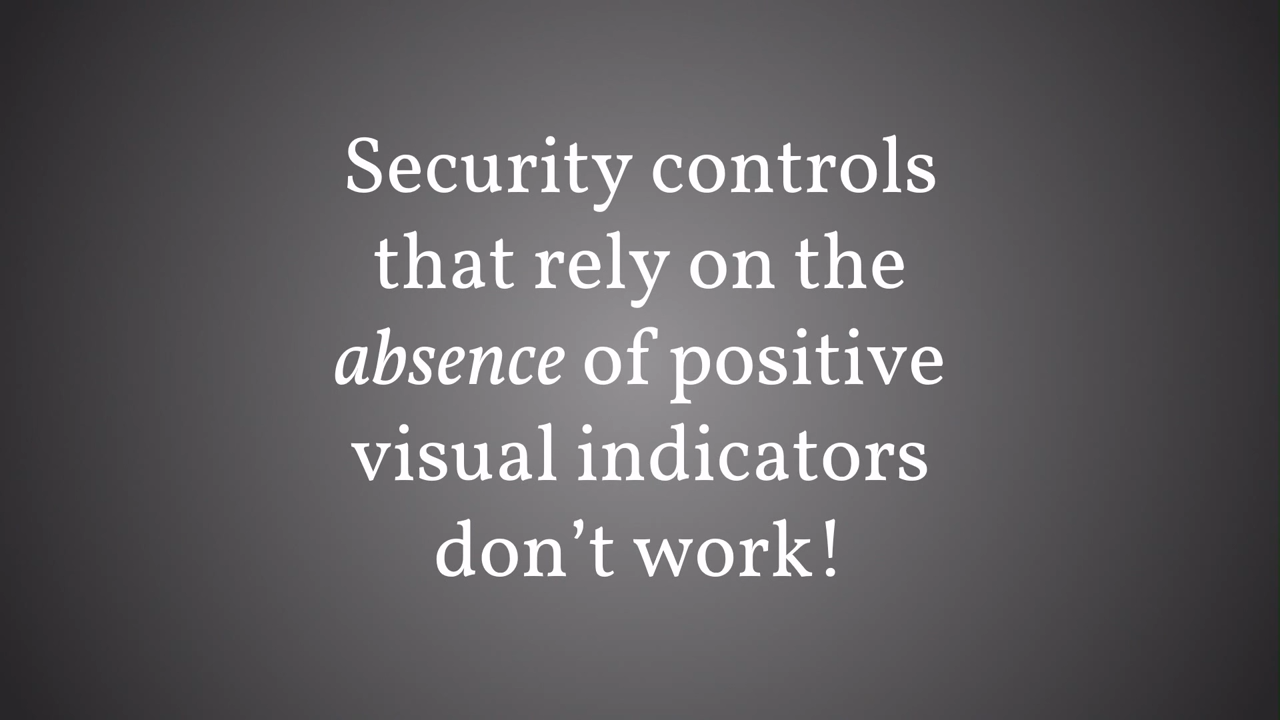 Security controls
that rely on the
absence of positive
visual indicators
don’t work!